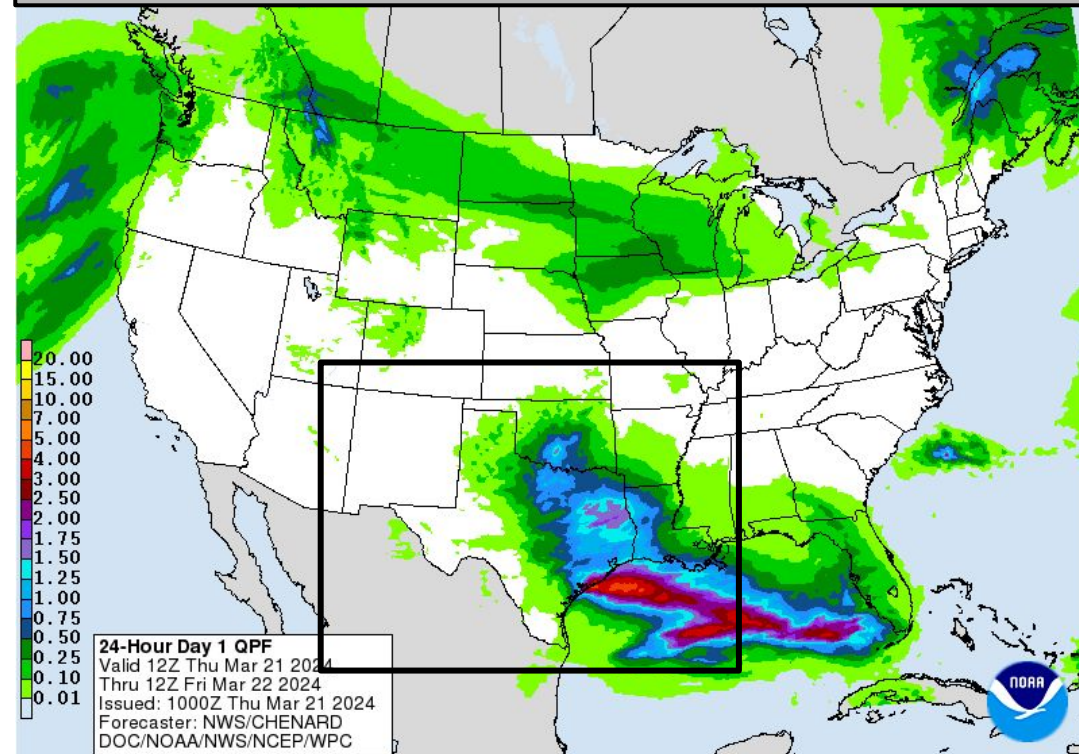 20.00
15.00
10.00
7.00
5.00
4.00
3.00
2.50
2.00
1.75
1.50
1.25
1.00
0.75
0.50
0.25
0.10
0.01
24-Hour Day 1 QPF
Valid 12Z Thu Mar 21 2024
Thru 12Z Fri Mar 22 2024
Issued: 1000Z Thu Mar 21 2024
Forecaster: NWS/CHENARD
DOC/NOAA/NWS/NCEP/WPC
NOAA